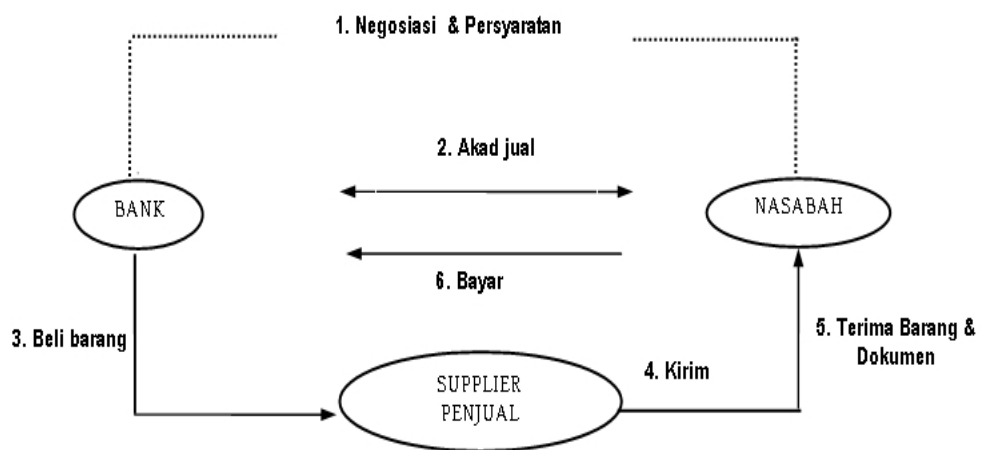 1. Negosiasi & Persyaratan
2. Akad jual
BANK
NASABAH
6. Bayar
3. Beli barang
5. Terima Barang &
Dokumen
4. Kirim
SUPPLIER
PENJUAL